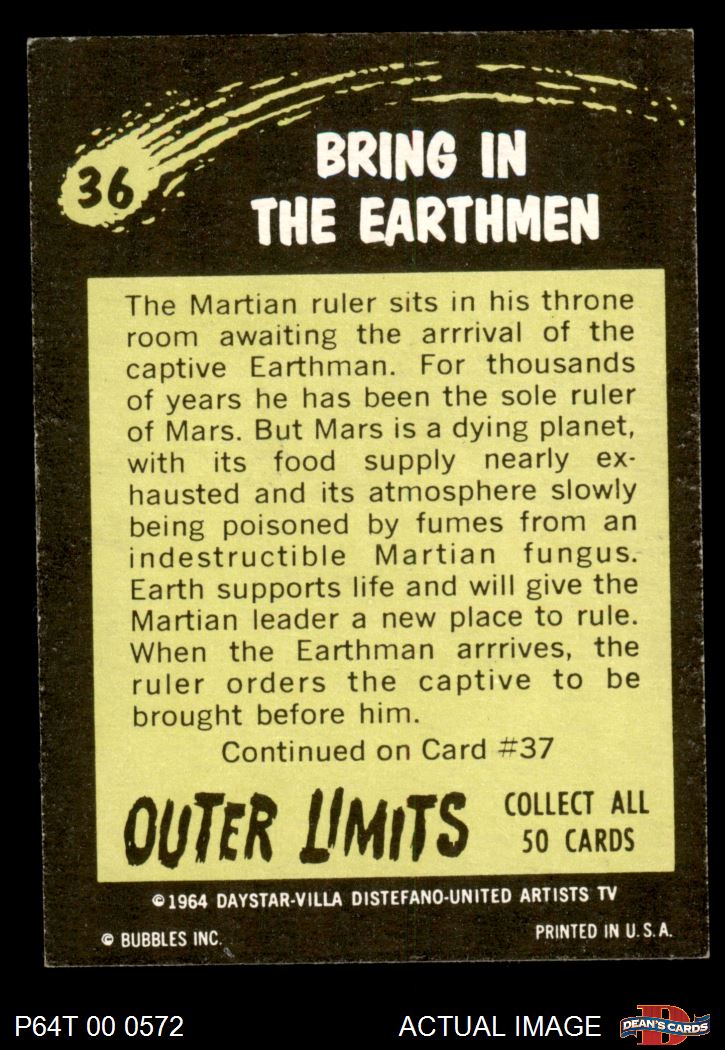 36
BRING IN
THE EARTHMEN
The Martian ruler sits in his throne
room awaiting the arrrival of the
captive Earthman. For thousands
of years he has been the sole ruler
of Mars. But Mars is a dying planet,
with its food supply nearly ex-
hausted and its atmosphere slowly
being poisoned by fumes from an
indestructible Martian fungus.
Earth supports life and will give the
Martian leader a new place to rule.
When the Earthman arrrives, the
ruler orders the captive to be
brought before him.
Continued on Card #37
OUTER LIMITS
COLLECT ALL
50 CARDS
©1964 DAYSTAR-VILLA DISTEFANO-UNITED ARTISTS TV
© BUBBLES INC.
PRINTED IN U.S.A.
P64T 00 0572
ACTUAL IMAGE
D
DEAN'S CARDS